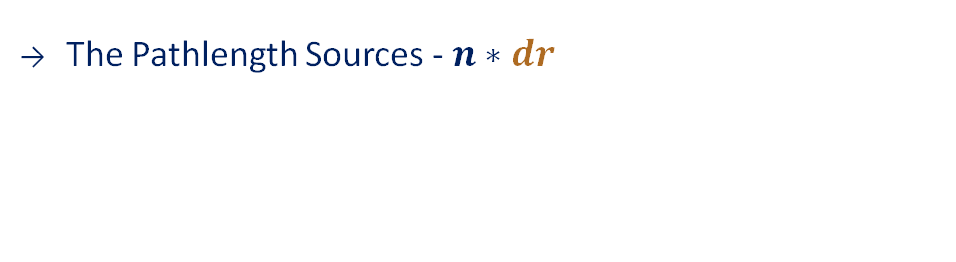 → The Pathlength Sources - n * dr